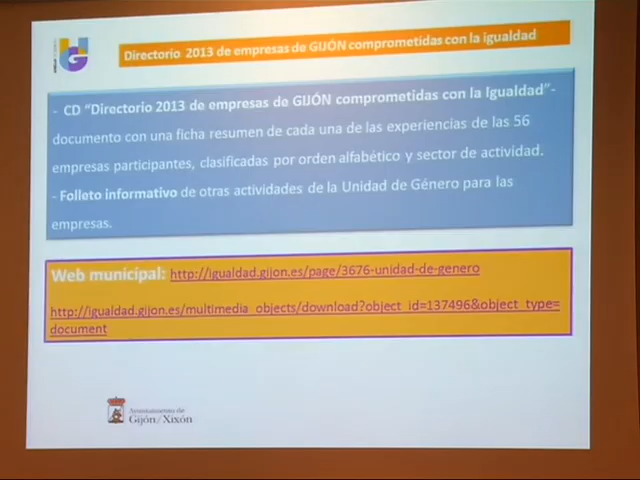 Directorio 2013 de empresas de GIJÓN comprometidas con la igualdad
- CD “Directorio 2013 de empresas de GIJÓN comprometidas con la Igualdad”-
documento con una ficha resumen de cada una de las experiencias de las 56
empresas participantes, clasificadas por orden alfabético y sector de actividad.
- Folleto informativo de otras actividades de la Unidad de Género para las
empresas.
Web municipal: http://igualdad.gijon.es/page/3676-unidad-de-genero
http://igualdad.gijon.es/multimedia_objects/download?object_id=137496&object_type=
document
Ayuntamiento de
Gijón/Xixón